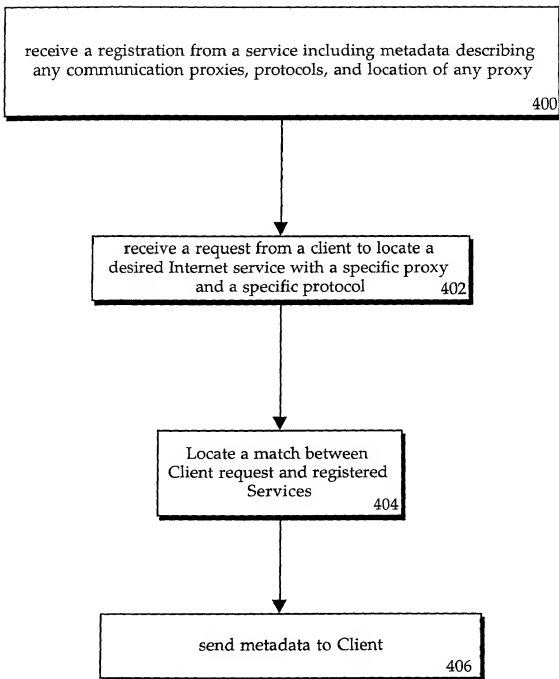 receive a registration from a service including metadata describing
any communication proxies, protocols, and location of any proxy
400
receive a request from a client to locate a
desired Internet service with a specific proxy
and a specific protocol
402
Locate a match between
Client request and registered
Services
404
send metadata to Client
406